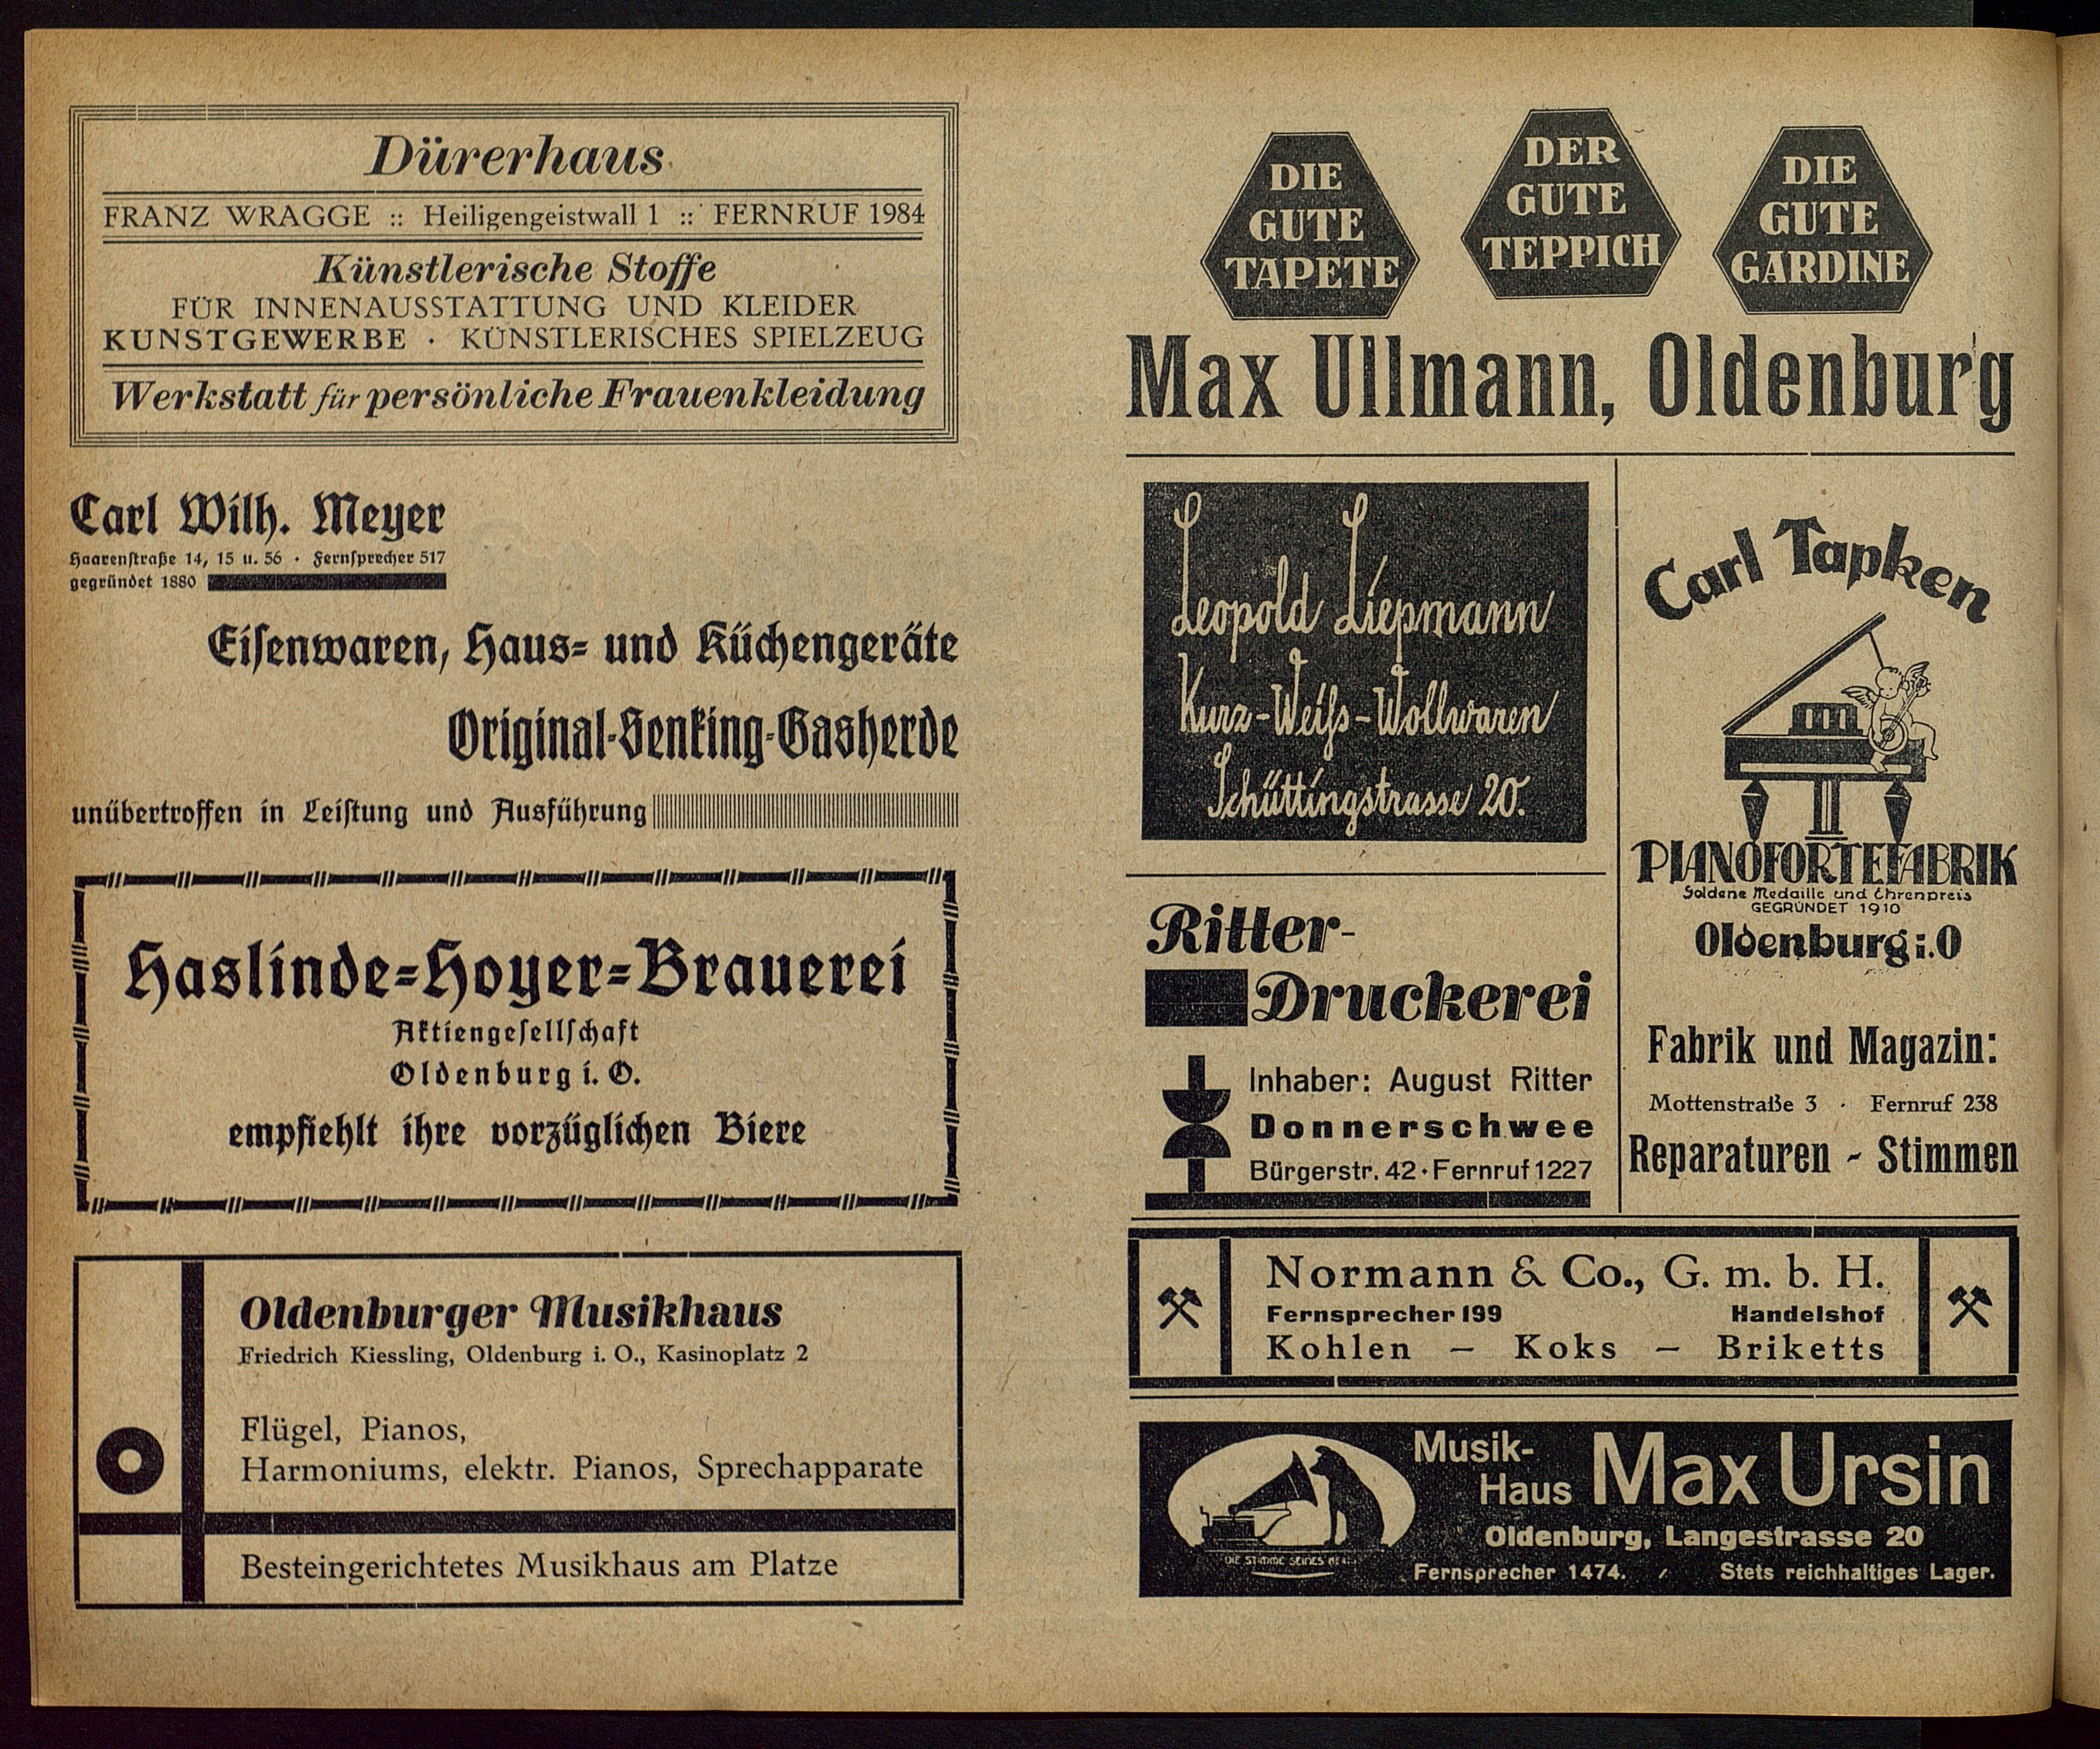 Dürerhaus
FRANZ WRAGGE :: Heiligengeistwall 1 :: FERNRUF 1984
Künstlerische Stoffe
FÜR INNENAUSSTATTUNG UND KLEIDER
KUNSTGEWERBE · KÜNSTLERISCHES SPIELZEUG
Werkstatt für persönliche Frauenkleidung
Carl Wilh. Meyer
Haarenstraße 14, 15 u. 56 · Fernsprecher 517
gegründet 1880
Eisenwaren, Haus- und Küchengeräte
Original-Senking-Gasherde
unübertroffen in Leistung und Ausführung
Haslinde-Hoyer-Brauerei
Aktiengesellschaft
Oldenburg i. O.
empfiehlt ihre vorzüglichen Biere
Oldenburger Musikhaus
Friedrich Kiessling, Oldenburg i. O., Kasinoplatz 2
Flügel, Pianos,
Harmoniums, elektr. Pianos, Sprechapparate
Besteingerichtetes Musikhaus am Platze
DIE
GUTE
TAPETE
DER
GUTE
TEPPICH
DIE
GUTE
GARDINE
Max Ullmann, Oldenburg
Leopold Liepmann
Kurz-Weiß-Wollwaren
Schüttingstrasse 20.
Ritter-
Druckerei
Inhaber: August Ritter
Donnerschwee
Bürgerstr. 42 · Fernruf 1227
Carl Tapken
PIANOFORTEFABRIK
Goldene Medaille und Ehrenpreis
GEGRÜNDET 1910
Oldenburg i. O
Fabrik und Magazin:
Mottenstraße 3 · Fernruf 238
Reparaturen - Stimmen
Normann & Co., G. m. b. H.
Fernsprecher 199 Handelshof
Kohlen — Koks — Briketts
Musik-
Haus Max Ursin
Oldenburg, Langestrasse 20
Fernsprecher 1474. Stets reichhaltiges Lager.
DIE STIMME SEINES